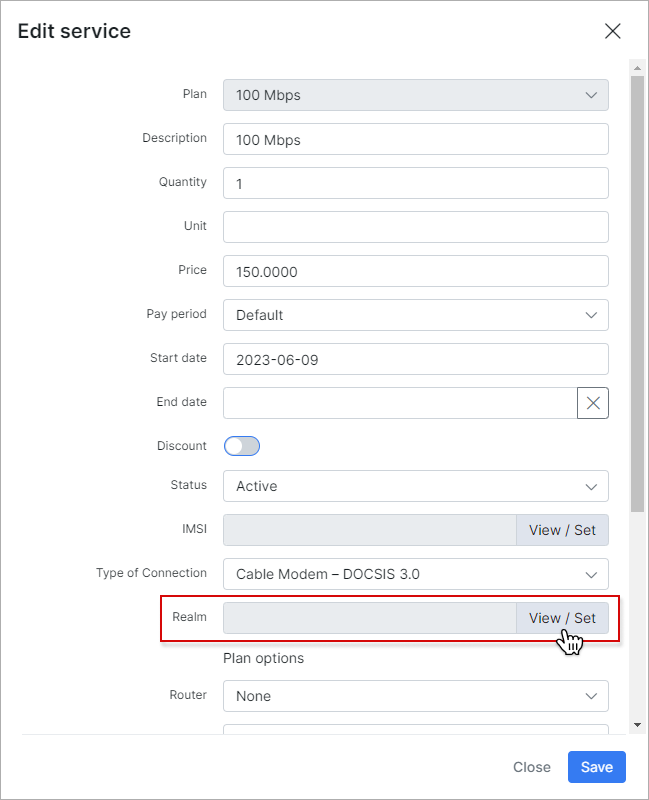 Edit service
Plan 100 Mbps
Description 100 Mbps
Quantity 1
Unit
Price 150.0000
Pay period Default
Start date 2023-06-09
End date
Discount
Status Active
IMSI View / Set
Type of Connection Cable Modem – DOCSIS 3.0
Realm View / Set
Plan options
Router None
Close Save